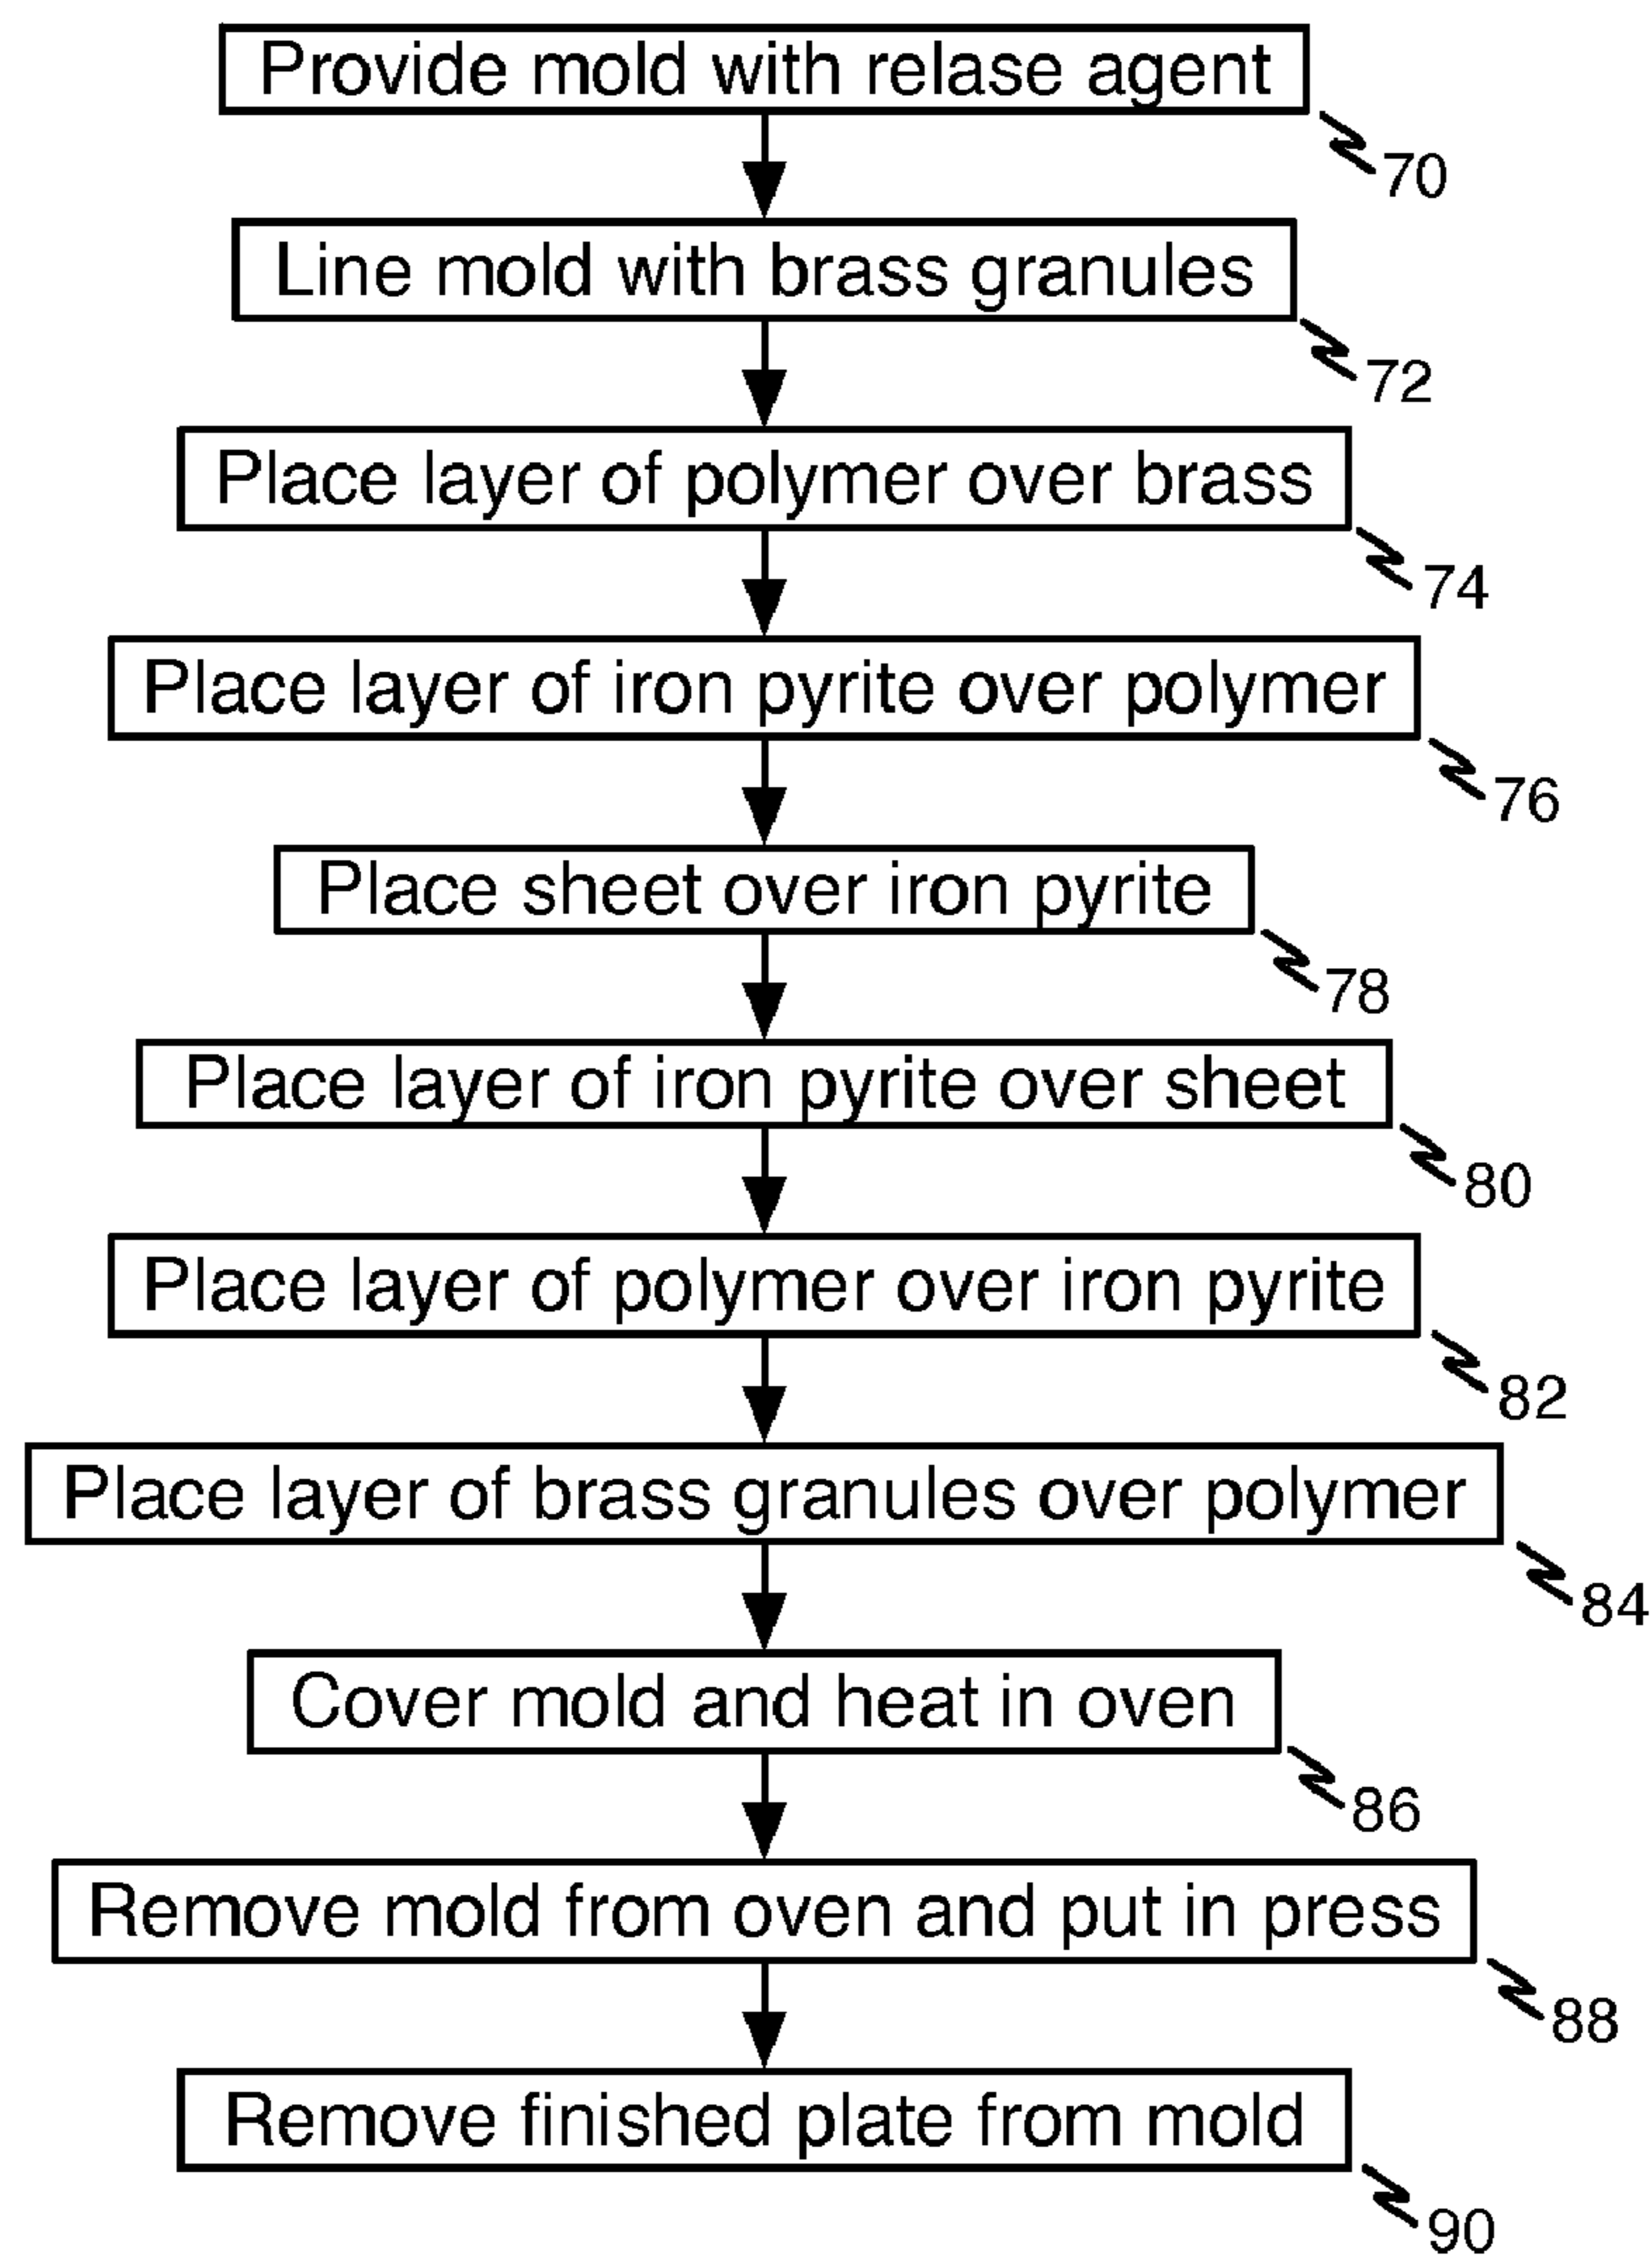 Provide mold with relase agent
70
Line mold with brass granules
72
Place layer of polymer over brass
74
Place layer of iron pyrite over polymer
76
Place sheet over iron pyrite
78
Place layer of iron pyrite over sheet
80
Place layer of polymer over iron pyrite
82
Place layer of brass granules over polymer
84
Cover mold and heat in oven
86
Remove mold from oven and put in press
88
Remove finished plate from mold
90